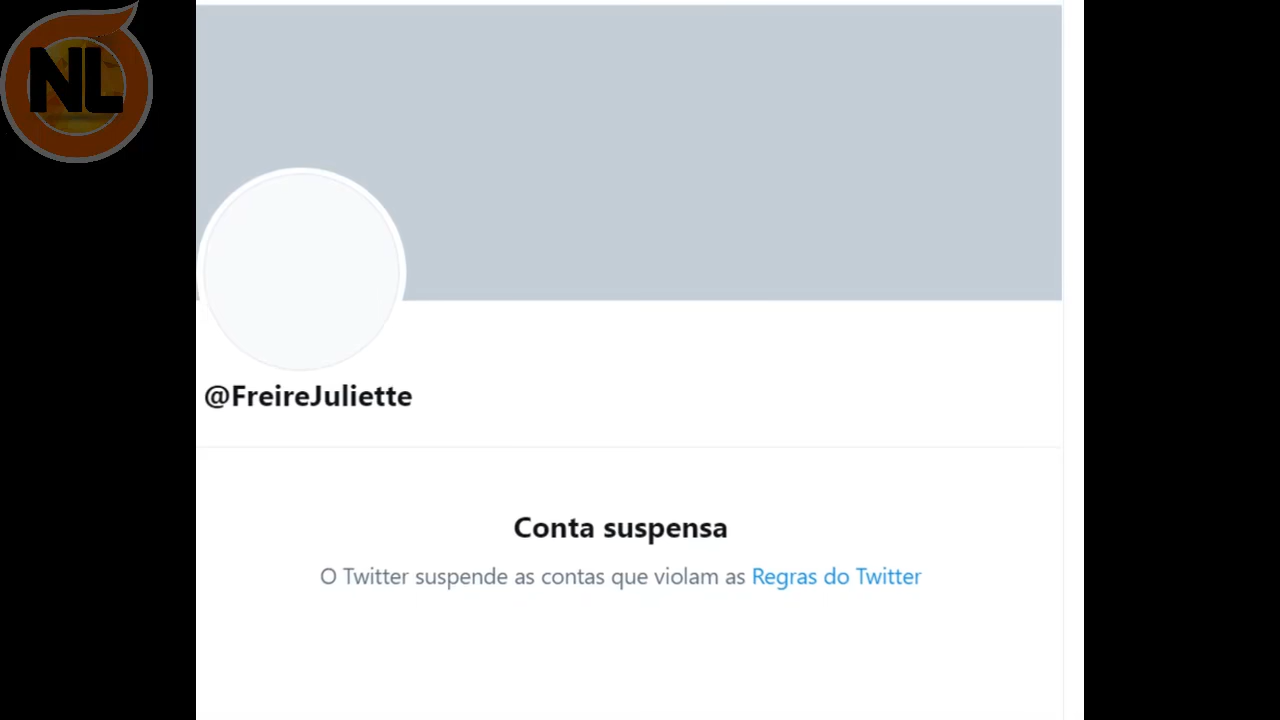 NL
@FreireJuliette
Conta suspensa
O Twitter suspende as contas que violam as Regras do Twitter